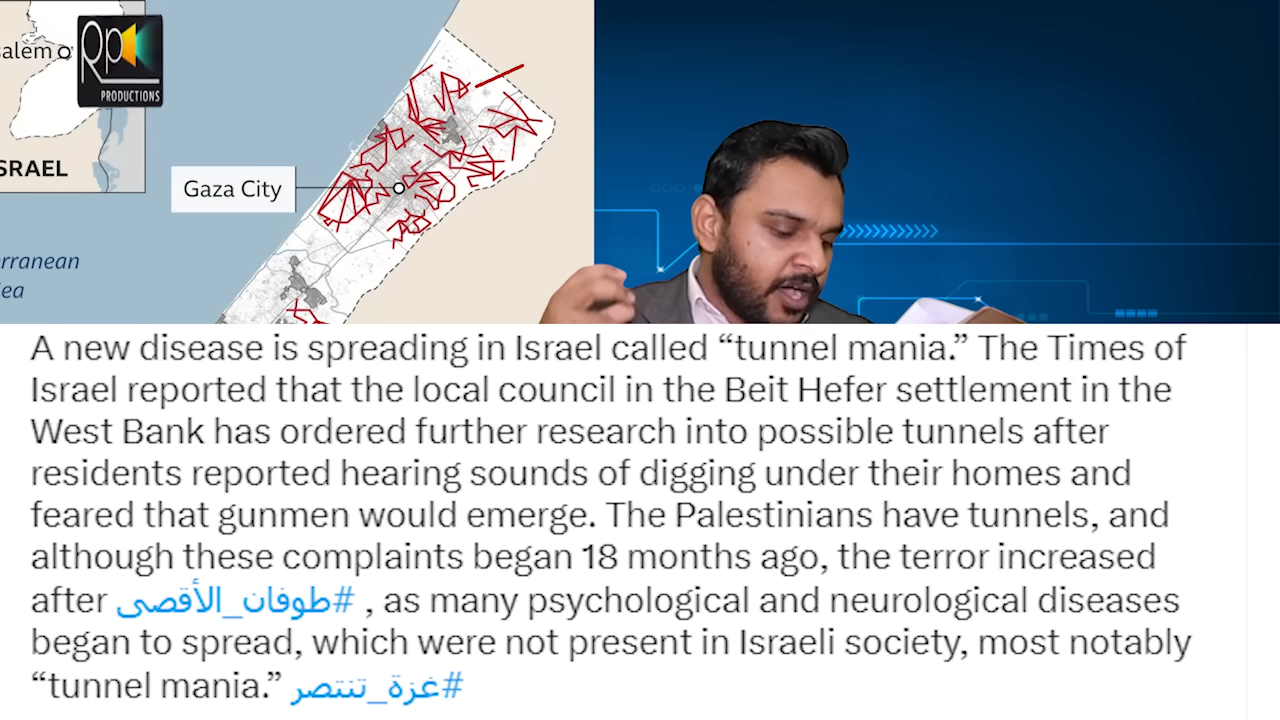 salem
RP
PRODUCTIONS
SRAEL
Gaza City
rranean
ea
A new disease is spreading in Israel called “tunnel mania.” The Times of
Israel reported that the local council in the Beit Hefer settlement in the
West Bank has ordered further research into possible tunnels after
residents reported hearing sounds of digging under their homes and
feared that gunmen would emerge. The Palestinians have tunnels, and
although these complaints began 18 months ago, the terror increased
after #طوفان_الأقصى , as many psychological and neurological diseases
began to spread, which were not present in Israeli society, most notably
“tunnel mania.” #غزة_تنتصر